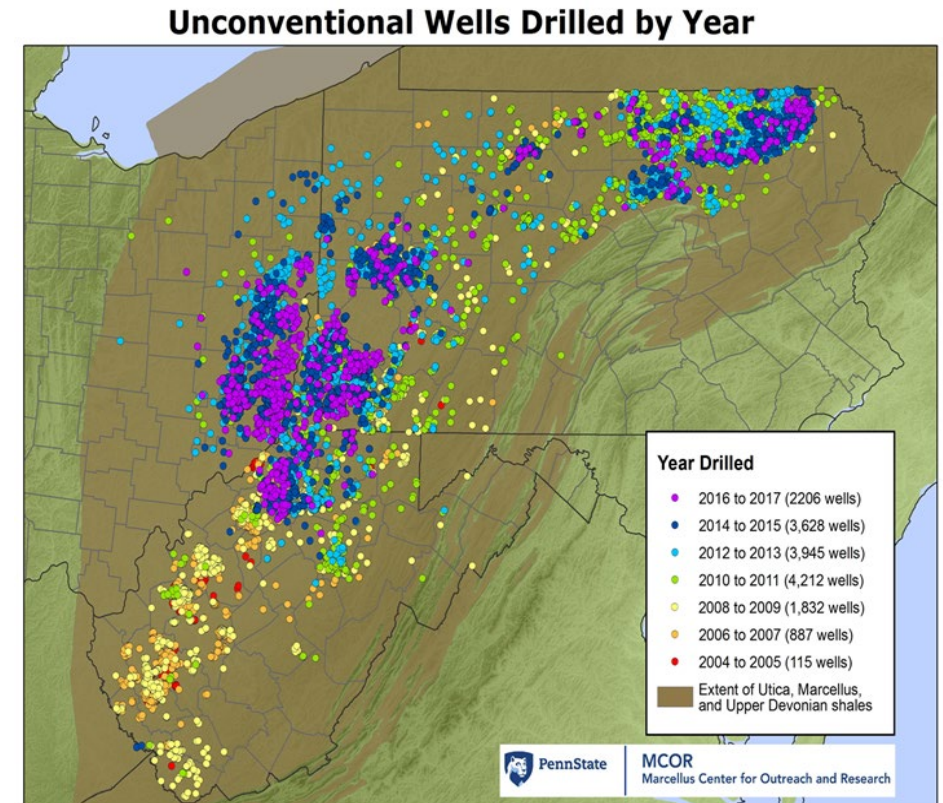 Unconventional Wells Drilled by Year
Year Drilled
2016 to 2017 (2206 wells)
2014 to 2015 (3,628 wells)
2012 to 2013 (3,945 wells)
2010 to 2011 (4,212 wells)
2008 to 2009 (1,832 wells)
2006 to 2007 (887 wells)
2004 to 2005 (115 wells)
Extent of Utica, Marcellus,
and Upper Devonian shales
PennState
MCOR
Marcellus Center for Outreach and Research